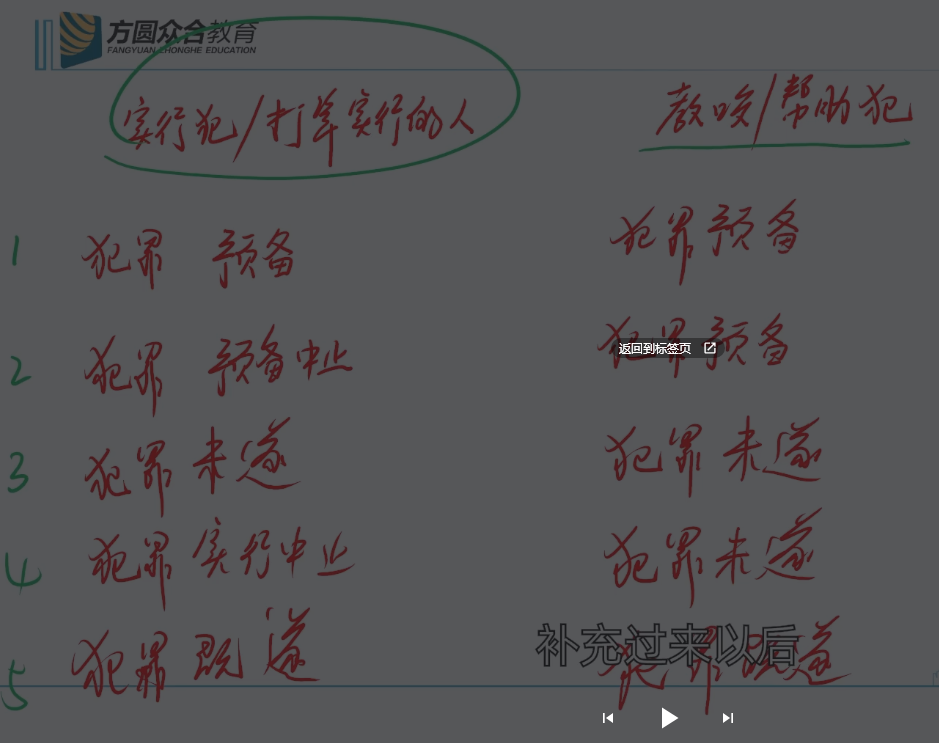 方圆众合教育
FANGYUAN ZHONGHE EDUCATION
实行犯/打算实行的人 教唆/帮助犯
1 犯罪 预备 犯罪预备
2 犯罪 预备中止 犯罪预备
返回到标签页
3 犯罪未遂 犯罪未遂
4 犯罪实行中止 犯罪未遂
5 犯罪既遂 犯罪既遂
补充过来以后